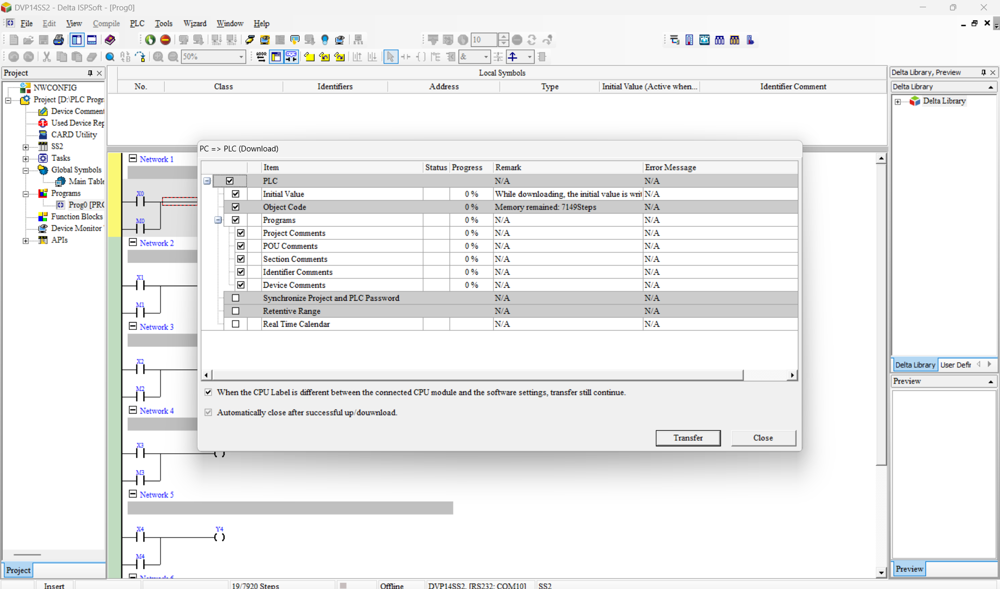 DVP14SS2 - Delta ISPSoft - [Prog0]
File Edit View Compile PLC Tools Wizard Window Help
10
50%
ADDR
&
Project
NWCONFIG
Project [D:\PLC Progr
Device Comment
Used Device Rep
CARD Utility
SS2
Tasks
Global Symbols
Main Table
Programs
Prog0 [PRO
Function Blocks
Device Monitor
APIs
Project
Local Symbols
No. Class Identifiers Address Type Initial Value (Active when... Identifier Comment
Network 1
X0
M0
Network 2
X1
M1
Network 3
X2
M2
Network 4
X3
M3
Network 5
X4 Y4
M4
Network 6
PC => PLC (Download)
Item Status Progress Remark Error Message
PLC N/A N/A
Initial Value 0 % While downloading, the initial value is writ N/A
Object Code 0 % Memory remained: 7149Steps N/A
Programs 0 % N/A N/A
Project Comments 0 % N/A N/A
POU Comments 0 % N/A N/A
Section Comments 0 % N/A N/A
Identifier Comments 0 % N/A N/A
Device Comments 0 % N/A N/A
Synchronize Project and PLC Password N/A N/A
Retentive Range N/A N/A
Real Time Calendar N/A N/A
When the CPU Label is different between the connected CPU module and the software settings, transfer still continue.
Automatically close after successful up/douwnload.
Transfer Close
Delta Library, Preview
Delta Library
Delta Library
Delta Library User Defir
Preview
Preview
Insert 19/7920 Steps Offline DVP14SS2, [RS232: COM10] SS2